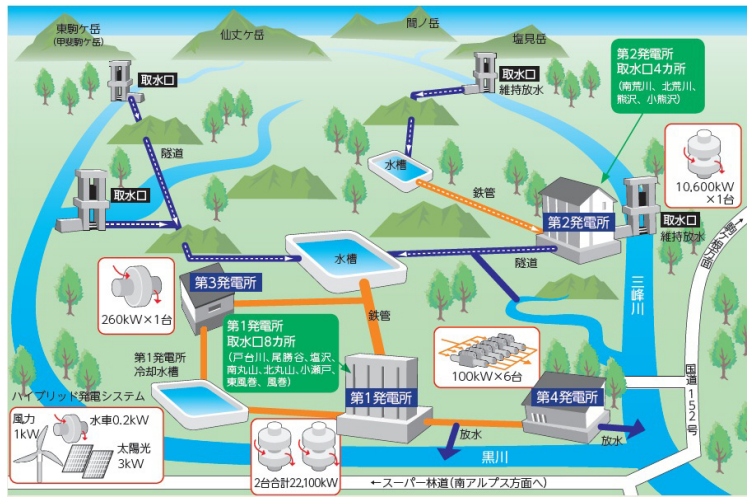 東駒ケ岳
(甲斐駒ケ岳)
仙丈ケ岳
間ノ岳
塩見岳
取水口
取水口
維持放水
第2発電所
取水口4カ所
(南荒川、北荒川、
熊沢、小熊沢)
隧道
水槽
10,600kW
×1台
鉄管
取水口
第2発電所
取水口
維持放水
駒ヶ根方面
水槽
隧道
三峰川
第3発電所
260kW×1台
鉄管
第1発電所
取水口8カ所
(戸台川、尾勝谷、塩沢、
南丸山、北丸山、小瀬戸、
東風巻、風巻)
100kW×6台
第1発電所
冷却水槽
国道152号
ハイブリッド発電システム
風力
1kW
水車0.2kW
太陽光
3kW
第1発電所
第4発電所
放水
放水
2台合計22,100kW
黒川
←スーパー林道(南アルプス方面へ)